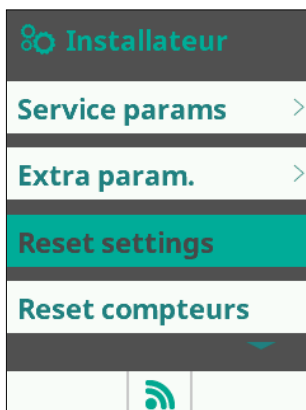 Installateur
Service params
Extra param.
Reset settings
Reset compteurs